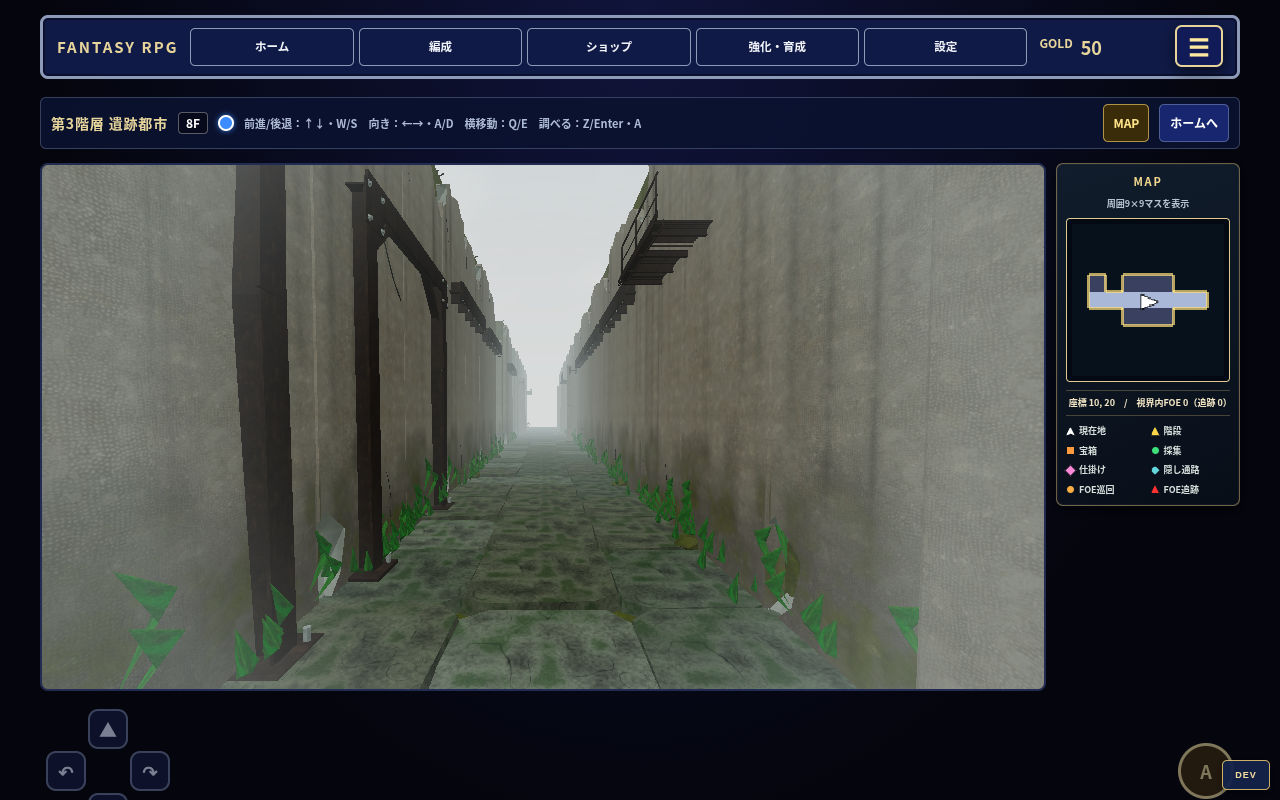 FANTASY RPG
ホーム
編成
ショップ
強化・育成
設定
GOLD 50
第3階層 遺跡都市
8F
前進/後退：↑↓・W/S 向き：←→・A/D 横移動：Q/E 調べる：Z/Enter・A
MAP
ホームへ
MAP
周囲9×9マスを表示
座標 10, 20 / 視界内FOE 0（追跡 0）
現在地
階段
宝箱
採集
仕掛け
隠し通路
FOE巡回
FOE追跡
A
DEV